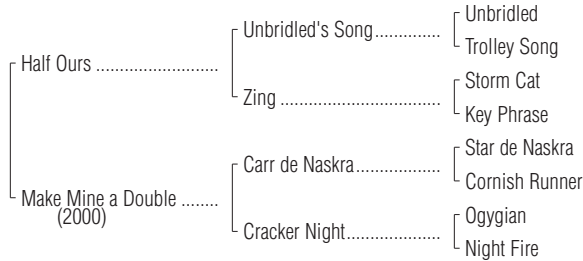 Unbridled
Unbridled's Song...............
Trolley Song
Half Ours ............................
Storm Cat
Zing ....................................
Key Phrase
Star de Naskra
Carr de Naskra...................
Cornish Runner
Make Mine a Double ........
(2000)
Ogygian
Cracker Night.....................
Night Fire